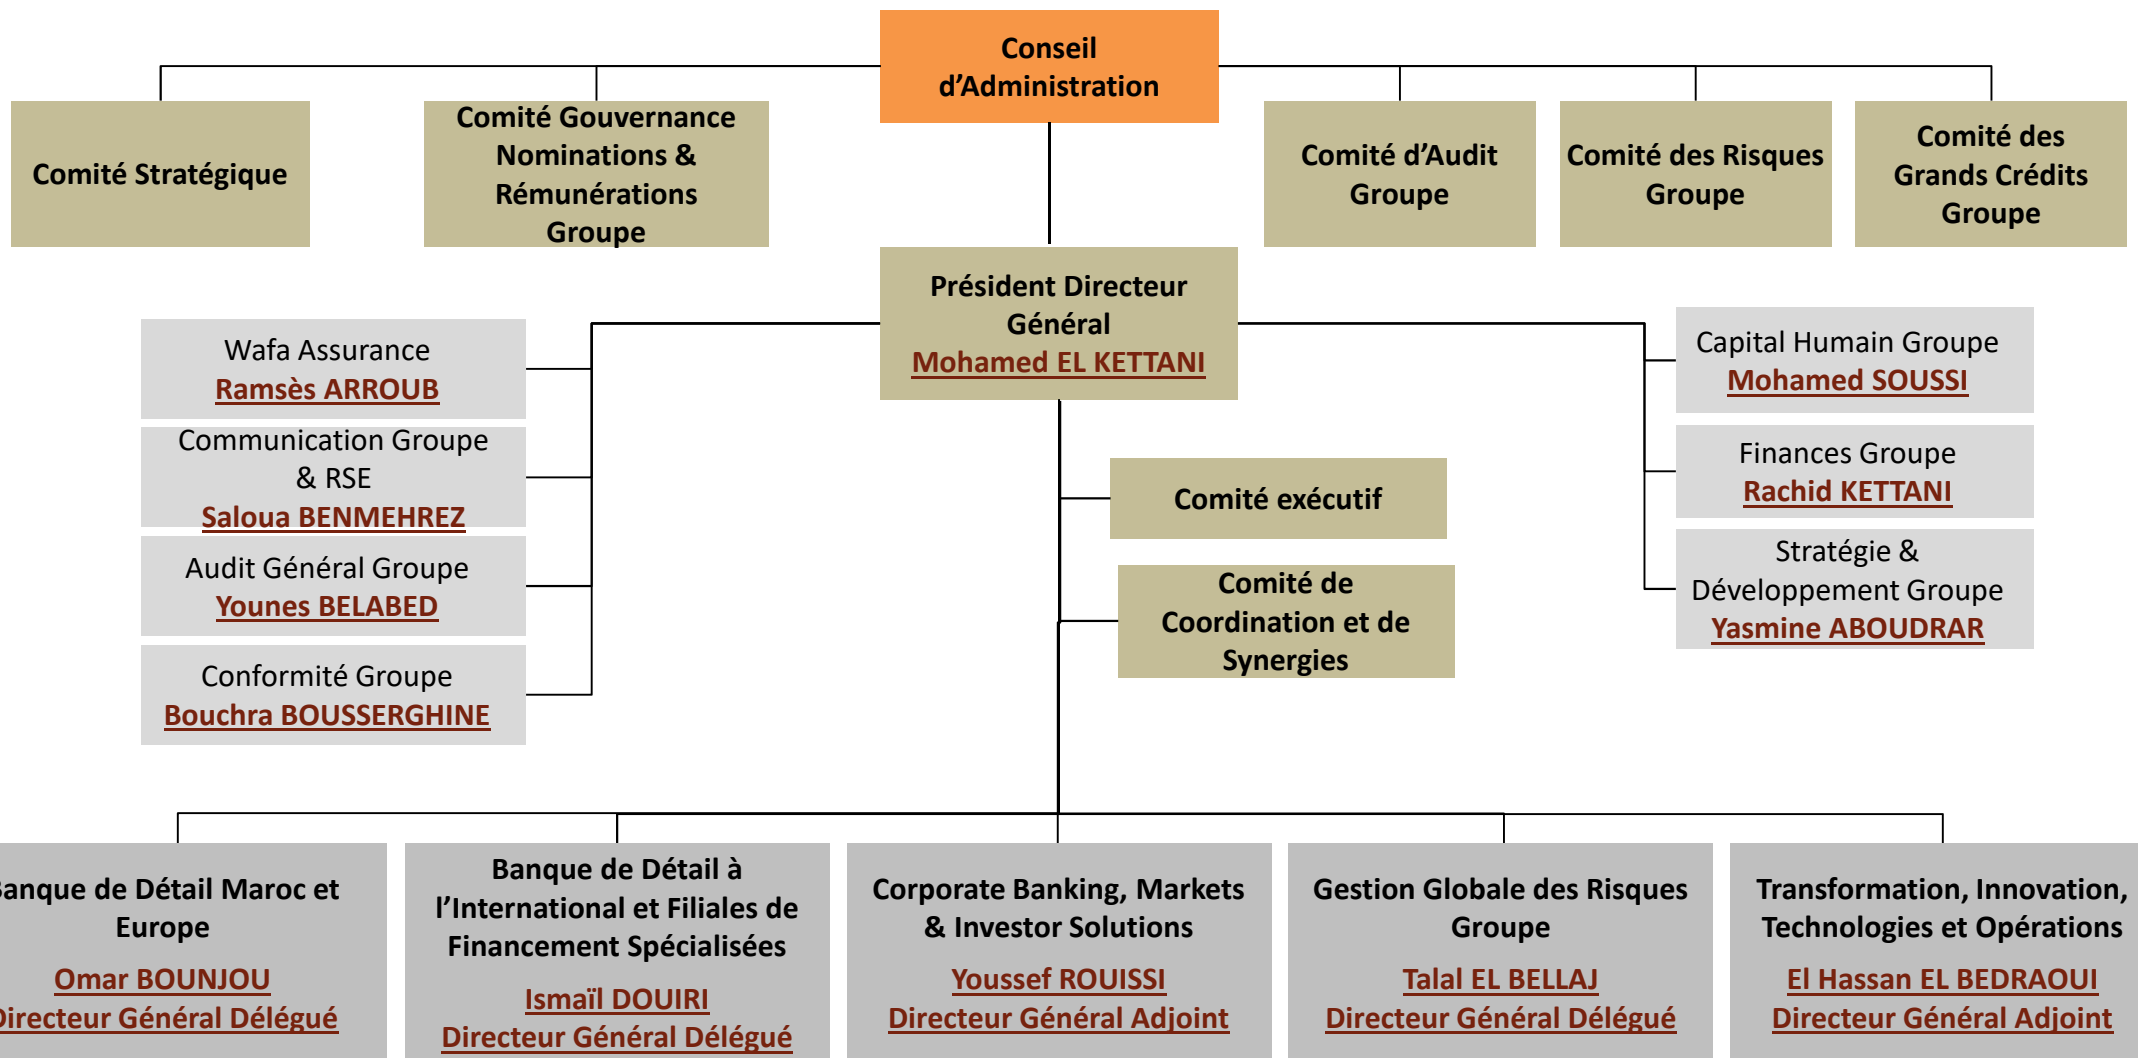 Conseil
d’Administration
Comité Stratégique
Comité Gouvernance
Nominations &
Rémunérations
Groupe
Comité d’Audit
Groupe
Comité des Risques
Groupe
Comité des
Grands Crédits
Groupe
Président Directeur
Général
Mohamed EL KETTANI
Wafa Assurance
Ramsès ARROUB
Communication Groupe
& RSE
Saloua BENMEHREZ
Audit Général Groupe
Younes BELABED
Conformité Groupe
Bouchra BOUSSERGHINE
Comité exécutif
Comité de
Coordination et de
Synergies
Capital Humain Groupe
Mohamed SOUSSI
Finances Groupe
Rachid KETTANI
Stratégie &
Développement Groupe
Yasmine ABOUDRAR
Banque de Détail Maroc et
Europe
Omar BOUNJOU
Directeur Général Délégué
Banque de Détail à
l’International et Filiales de
Financement Spécialisées
Ismaïl DOUIRI
Directeur Général Délégué
Corporate Banking, Markets
& Investor Solutions
Youssef ROUISSI
Directeur Général Adjoint
Gestion Globale des Risques
Groupe
Talal EL BELLAJ
Directeur Général Délégué
Transformation, Innovation,
Technologies et Opérations
El Hassan EL BEDRAOUI
Directeur Général Adjoint